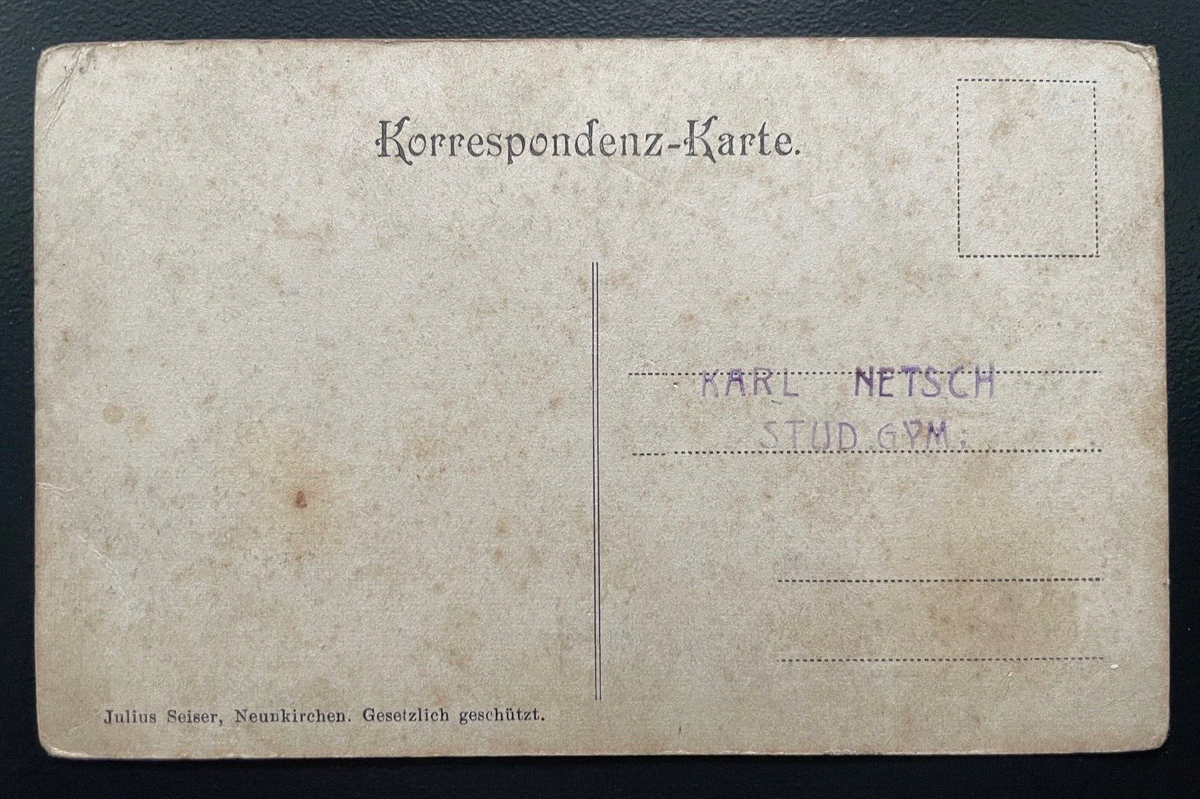 Korrespondenz-Karte.
KARL NETSCH
STUD.GYM:
Julius Seiser, Neunkirchen. Gesetzlich geschützt.